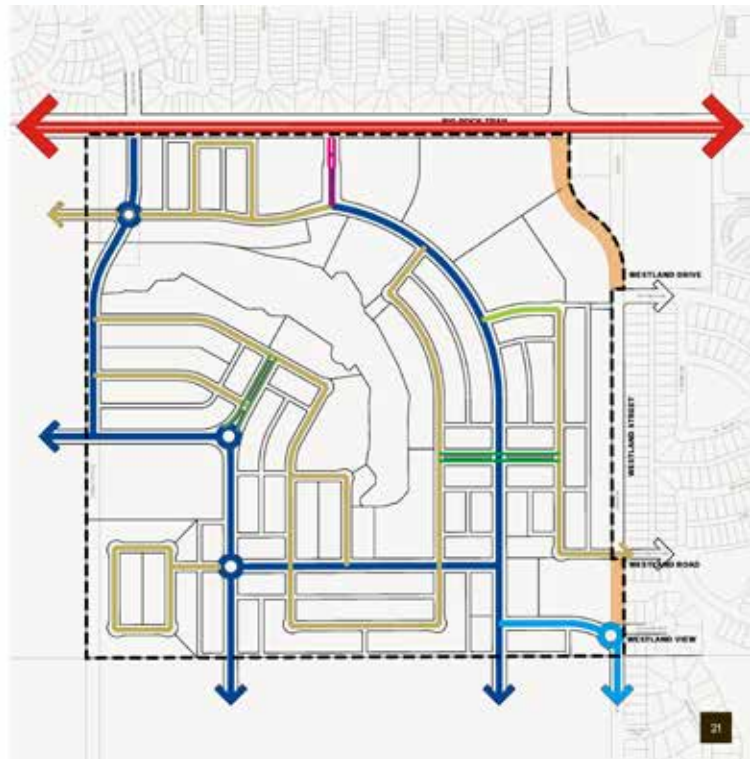 BIG ROCK TRAIL
WESTLAND DRIVE
WESTLAND STREET
WESTLAND ROAD
WESTLAND VIEW
21